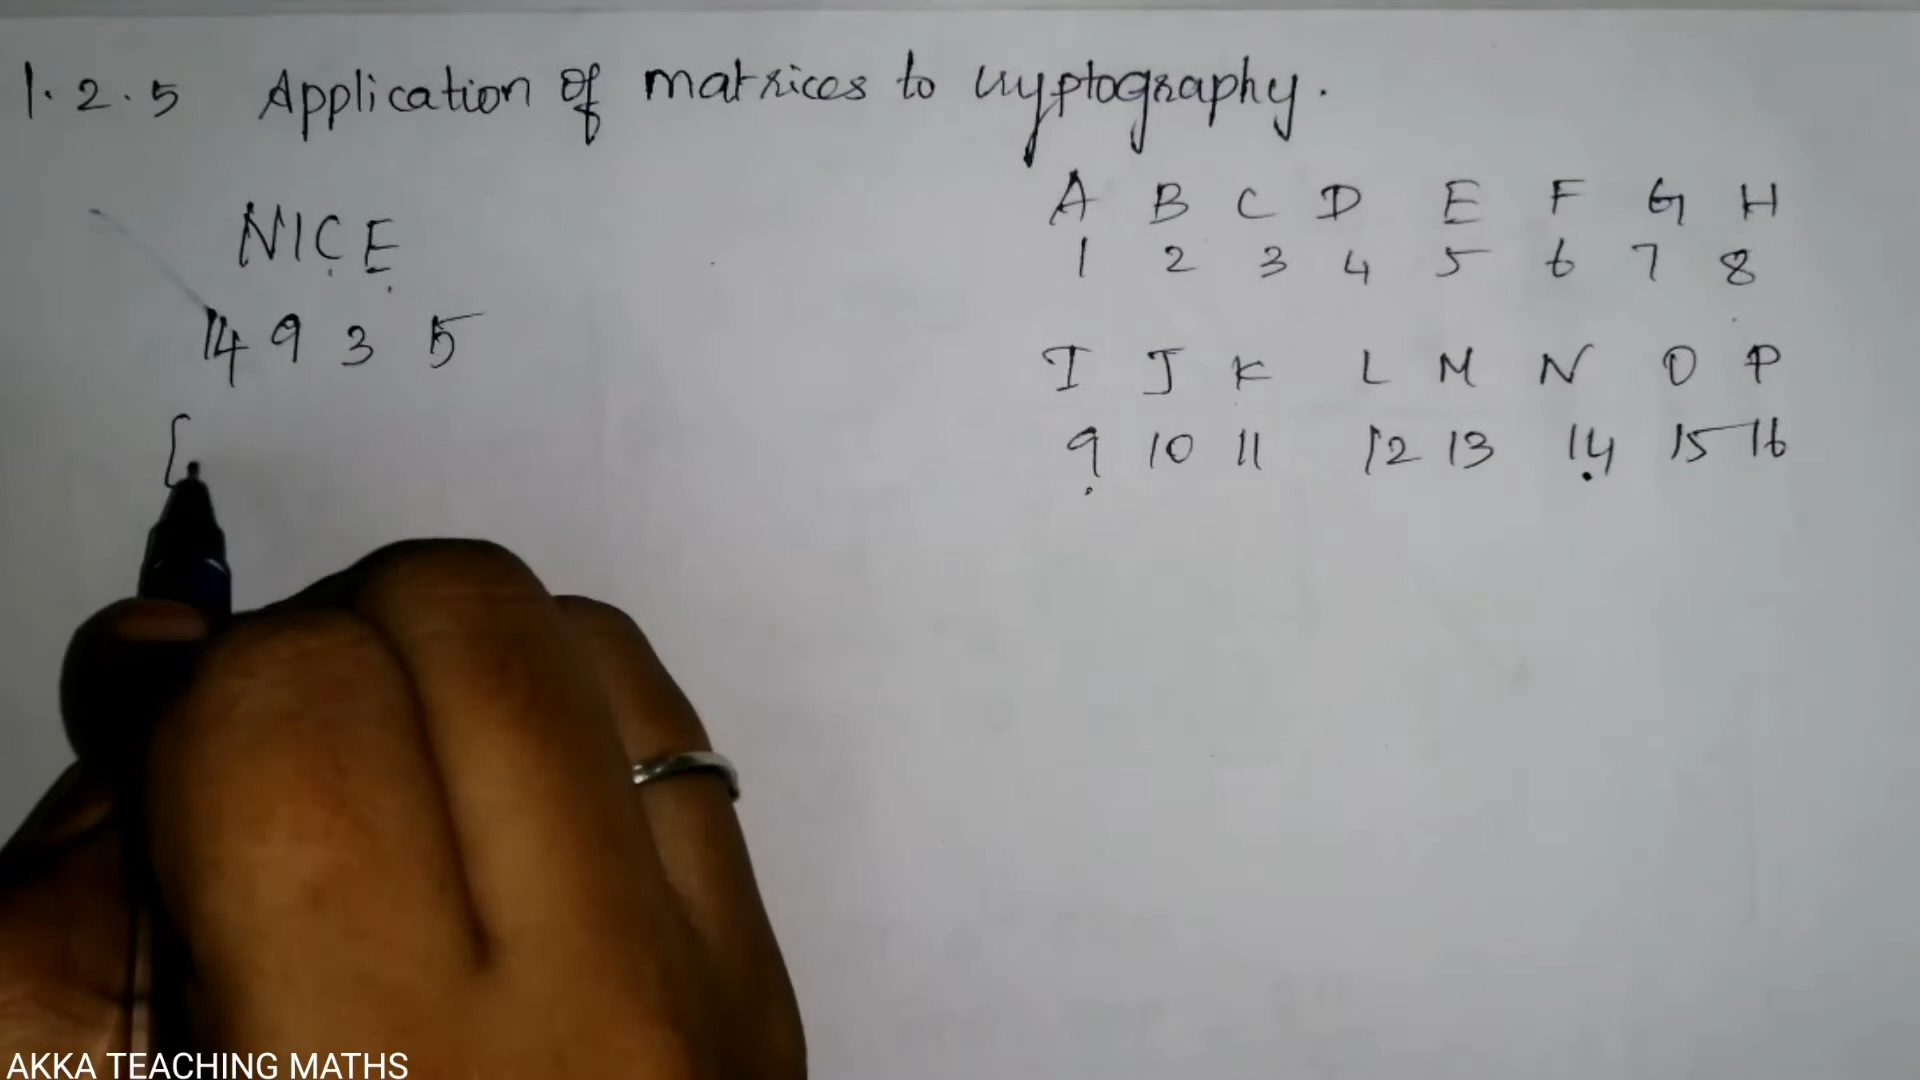 1.2.5 Application of matrices to cryptography.
NICE
14 9 3 5
[
A B C D E F G H
1 2 3 4 5 6 7 8
I J K L M N O P
9 10 11 12 13 14 15 16
AKKA TEACHING MATHS